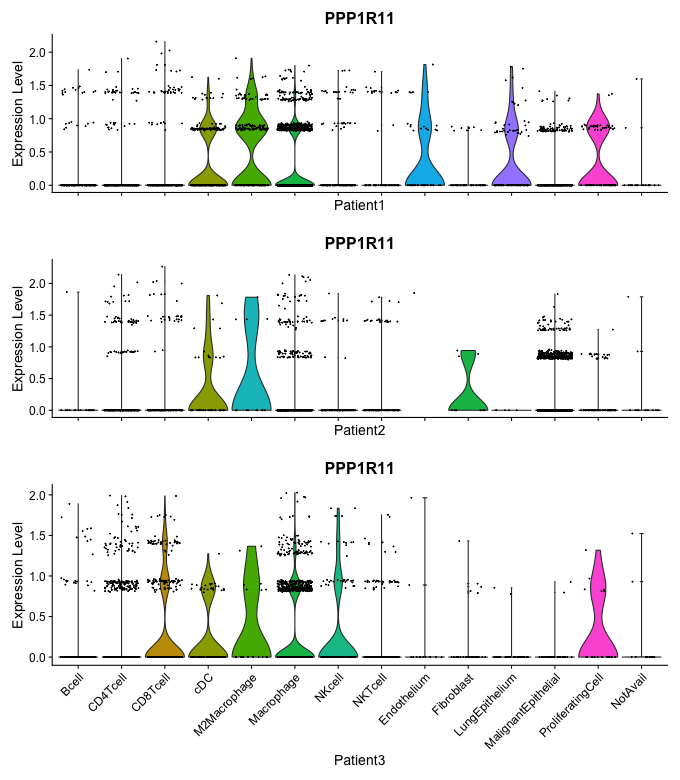 PPP1R11
Expression Level
2.0
1.5
1.0
0.5
0.0
Patient1
PPP1R11
Expression Level
2.0
1.5
1.0
0.5
0.0
Patient2
PPP1R11
Expression Level
2.0
1.5
1.0
0.5
0.0
Bcell
CD4Tcell
CD8Tcell
cDC
M2Macrophage
Macrophage
NKcell
NKTcell
Endothelium
Fibroblast
LungEpithelium
MalignantEpithelial
ProliferatingCell
NotAvail
Patient3